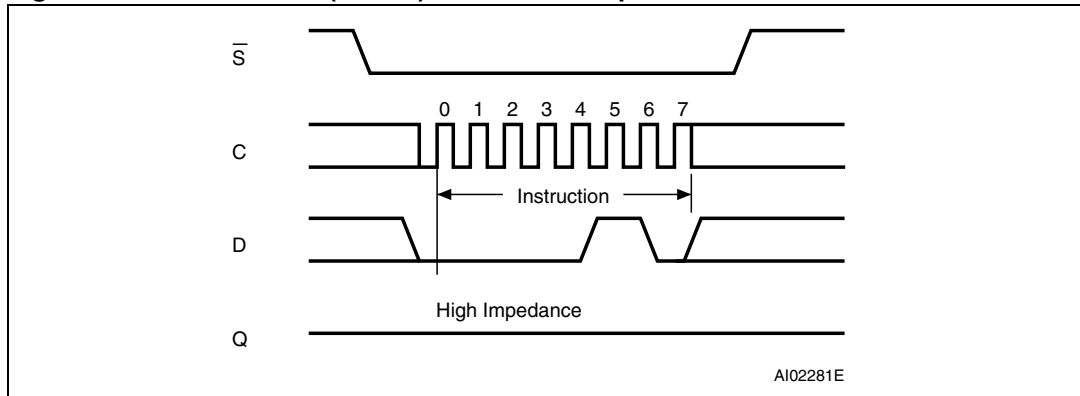 S̅
0 1 2 3 4 5 6 7
C
Instruction
D
High Impedance
Q
AI02281E